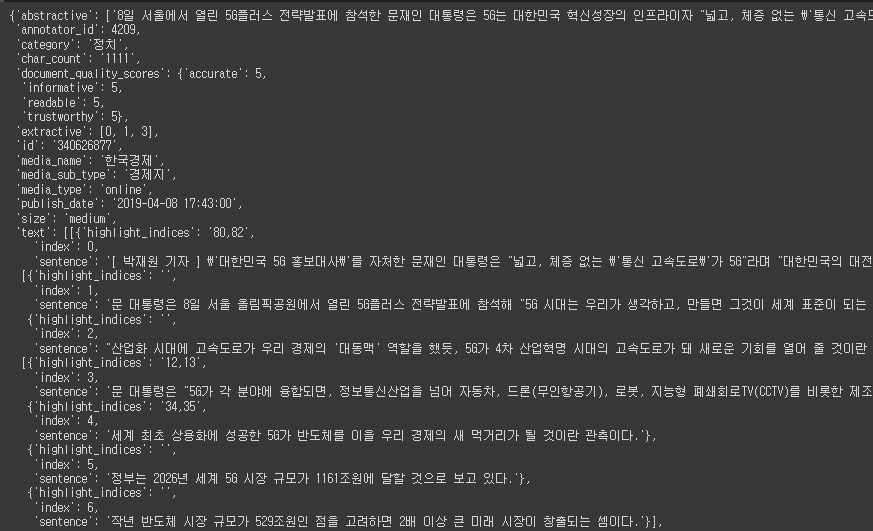 {'abstractive': ['8일 서울에서 열린 5G플러스 전략발표에 참석한 문재인 대통령은 5G는 대한민국 혁신성장의 인프라이자 "넓고, 체증 없는 ₩'통신 고속도
'annotator_id': 4209,
'category': '정치',
'char_count': '1111',
'document_quality_scores': {'accurate': 5,
'informative': 5,
'readable': 5,
'trustworthy': 5},
'extractive': [0, 1, 3],
'id': '340626877',
'media_name': '한국경제',
'media_sub_type': '경제지',
'media_type': 'online',
'publish_date': '2019-04-08 17:43:00',
'size': 'medium',
'text': [[{'highlight_indices': '80,82',
'index': 0,
'sentence': '[ 박재원 기자 ] ₩'대한민국 5G 홍보대사₩'를 자처한 문재인 대통령은 "넓고, 체증 없는 ₩'통신 고속도로₩'가 5G"라며 "대한민국의 대전
[{'highlight_indices': '',
'index': 1,
'sentence': '문 대통령은 8일 서울 올림픽공원에서 열린 5G플러스 전략발표에 참석해 "5G 시대는 우리가 생각하고, 만들면 그것이 세계 표준이 되는
{'highlight_indices': '',
'index': 2,
'sentence': "산업화 시대에 고속도로가 우리 경제의 '대동맥' 역할을 했듯, 5G가 4차 산업혁명 시대의 고속도로가 돼 새로운 기회를 열어 줄 것이란
[{'highlight_indices': '12,13',
'index': 3,
'sentence': '문 대통령은 "5G가 각 분야에 융합되면, 정보통신산업을 넘어 자동차, 드론(무인항공기), 로봇, 지능형 폐쇄회로TV(CCTV)를 비롯한 제조
{'highlight_indices': '34,35',
'index': 4,
'sentence': '세계 최초 상용화에 성공한 5G가 반도체를 이을 우리 경제의 새 먹거리가 될 것이란 관측이다.'},
{'highlight_indices': '',
'index': 5,
'sentence': '정부는 2026년 세계 5G 시장 규모가 1161조원에 달할 것으로 보고 있다.'},
{'highlight_indices': '',
'index': 6,
'sentence': '작년 반도체 시장 규모가 529조원인 점을 고려하면 2배 이상 큰 미래 시장이 창출되는 셈이다.'}],